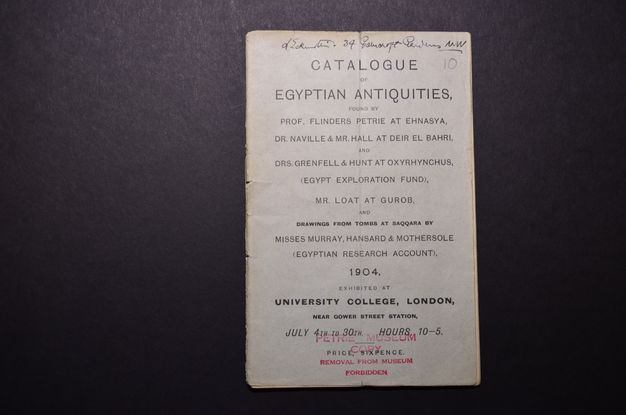 34 NW
10
CATALOGUE
OF
EGYPTIAN ANTIQUITIES,
FOUND BY
PROF. FLINDERS PETRIE AT EHNASYA,
DR. NAVILLE & MR. HALL AT DEIR EL BAHRI,
AND
DRS. GRENFELL & HUNT AT OXYRHYNCHUS,
(EGYPT EXPLORATION FUND),
MR. LOAT AT GUROB,
AND
DRAWINGS FROM TOMBS AT SAQQARA BY
MISSES MURRAY, HANSARD & MOTHERSOLE
(EGYPTIAN RESEARCH ACCOUNT),
1904,
EXHIBITED AT
UNIVERSITY COLLEGE, LONDON,
NEAR GOWER STREET STATION,
JULY 4TH TO 30TH HOURS, 10-5.
PETRIE MUSEUM
COPY
PRICE, SIXPENCE.
REMOVAL FROM MUSEUM
FORBIDDEN